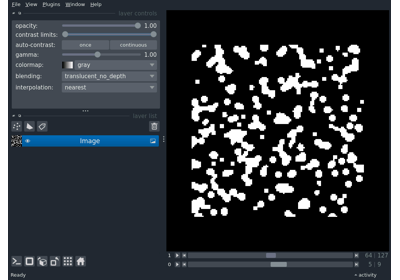 File View Plugins Window Help
layer controls
opacity: 1.00
contrast limits:
auto-contrast: once continuous
gamma: 1.00
colormap: gray
blending: translucent_no_depth
interpolation: nearest
layer list
Image
1 64 127
0 5 9
Ready activity